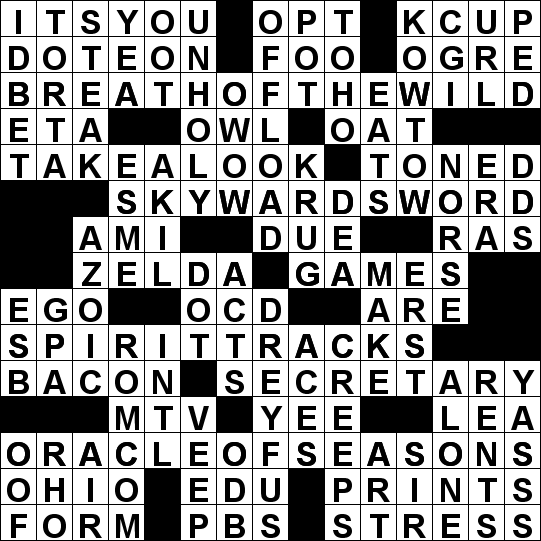 ITSYOU OPT KCUP
DOTEON FOO OGRE
BREATHOFTHEWILD
ETA OWL OAT
TAKEALOOK TONED
SKYWARDSWORD
AMI DUE RAS
ZELDA GAMES
EGO OCD ARE
SPIRITTRACKS
BACON SECRETARY
MTV YEE LEA
ORACLEOFSEASONS
OHIO EDU PRINTS
FORM PBS STRESS